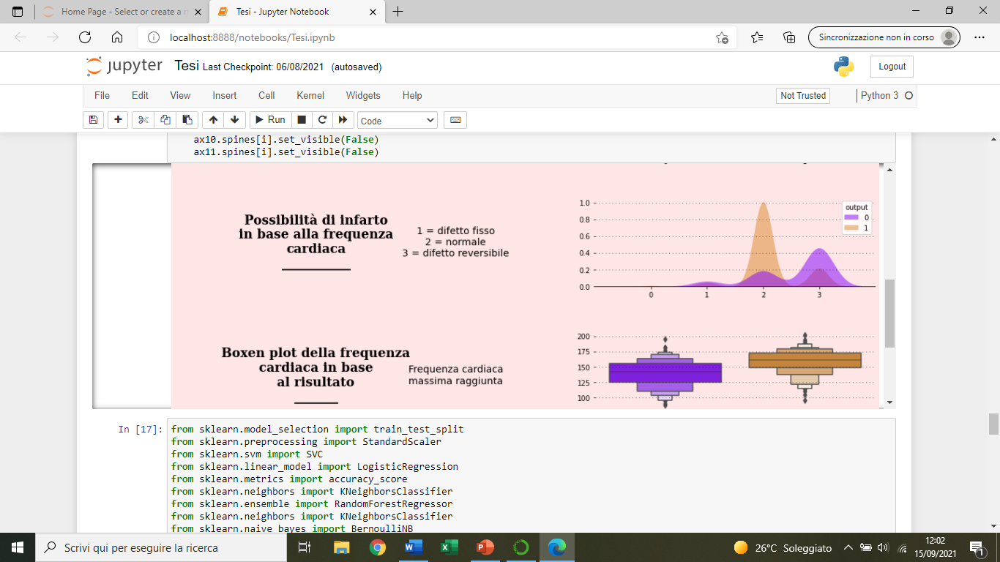 Home Page - Select or create a n
Tesi - Jupyter Notebook
localhost:8888/notebooks/Tesi.ipynb
Sincronizzazione non in corso
jupyter Tesi Last Checkpoint: 06/08/2021 (autosaved)
Logout
File Edit View Insert Cell Kernel Widgets Help
Not Trusted
Python 3
Run
Code
ax10.spines[i].set_visible(False)
ax11.spines[i].set_visible(False)
Possibilità di infarto
in base alla frequenza
cardiaca
1 = difetto fisso
2 = normale
3 = difetto reversibile
output
0
1
1.0
0.8
0.6
0.4
0.2
0.0
0 1 2 3
Boxen plot della frequenza
cardiaca in base
al risultato
Frequenza cardiaca
massima raggiunta
200
175
150
125
100
In [17]:
from sklearn.model_selection import train_test_split
from sklearn.preprocessing import StandardScaler
from sklearn.svm import SVC
from sklearn.linear_model import LogisticRegression
from sklearn.metrics import accuracy_score
from sklearn.neighbors import KNeighborsClassifier
from sklearn.ensemble import RandomForestRegressor
from sklearn.neighbors import KNeighborsClassifier
from sklearn.naive_bayes import BernoulliNB
Scrivi qui per eseguire la ricerca
26°C Soleggiato
12:02
15/09/2021
1